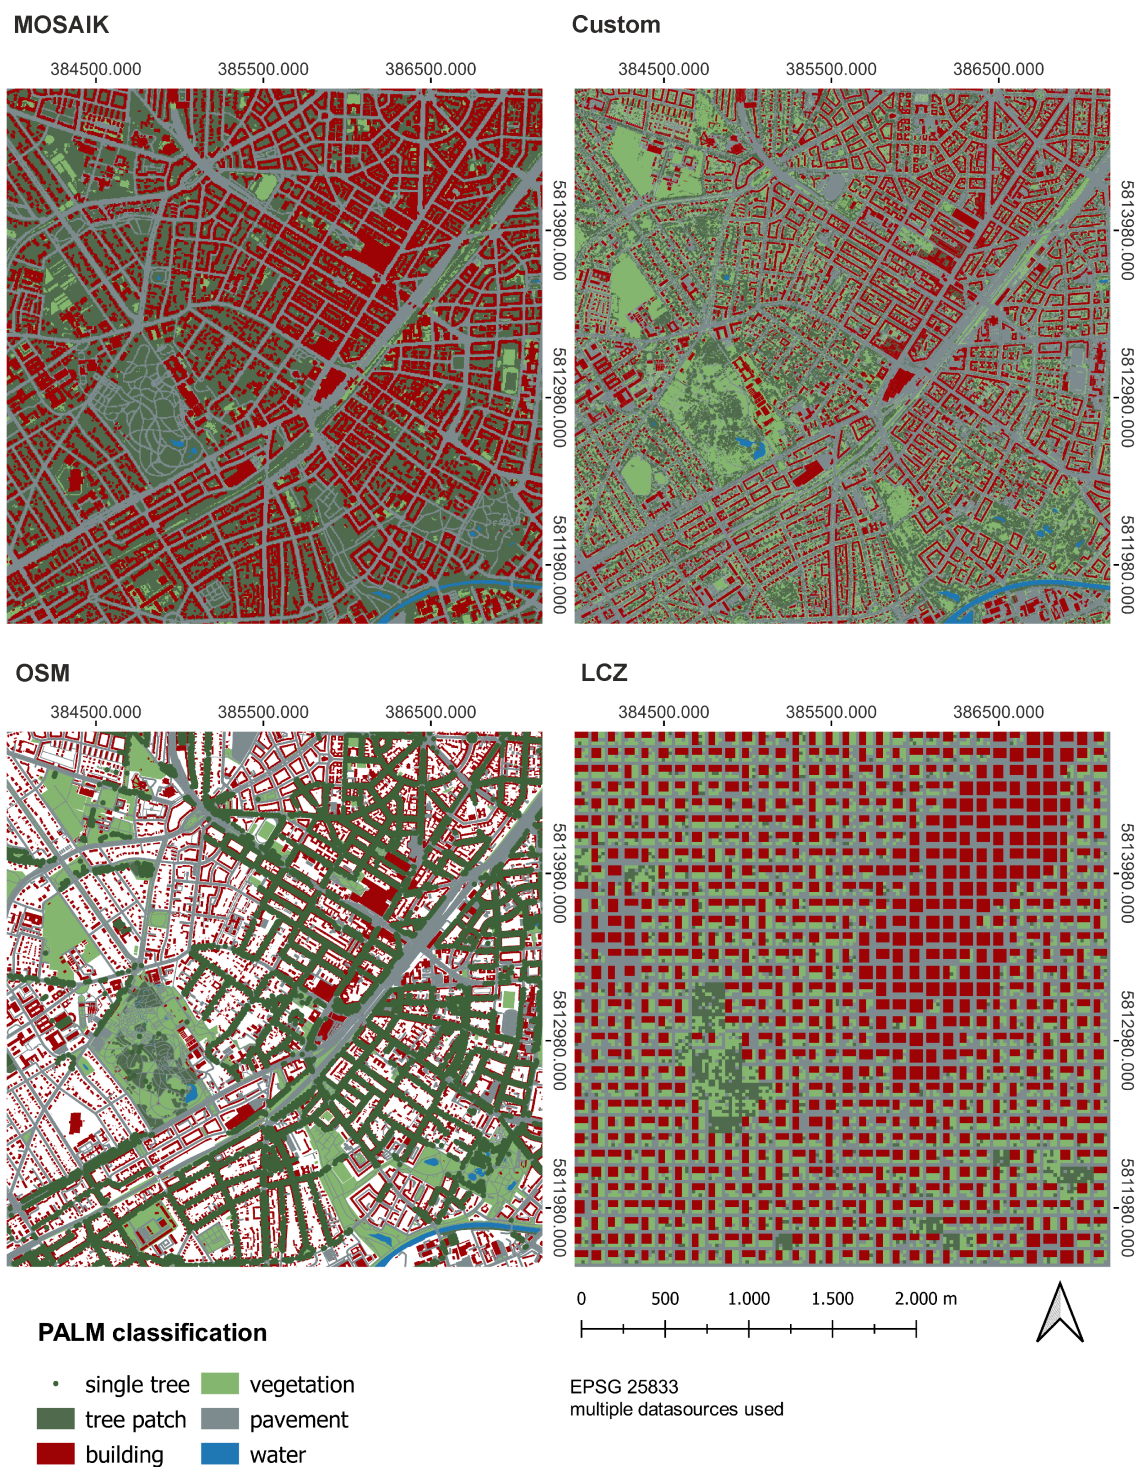 MOSAIK
Custom
384500.000 385500.000 386500.000
384500.000 385500.000 386500.000
5813980.000
5812980.000
5811980.000
5813980.000
5812980.000
5811980.000
OSM
LCZ
384500.000 385500.000 386500.000
384500.000 385500.000 386500.000
5813980.000
5812980.000
5811980.000
5813980.000
5812980.000
5811980.000
0 500 1.000 1.500 2.000 m
PALM classification
single tree
vegetation
tree patch
pavement
building
water
EPSG 25833
multiple datasources used